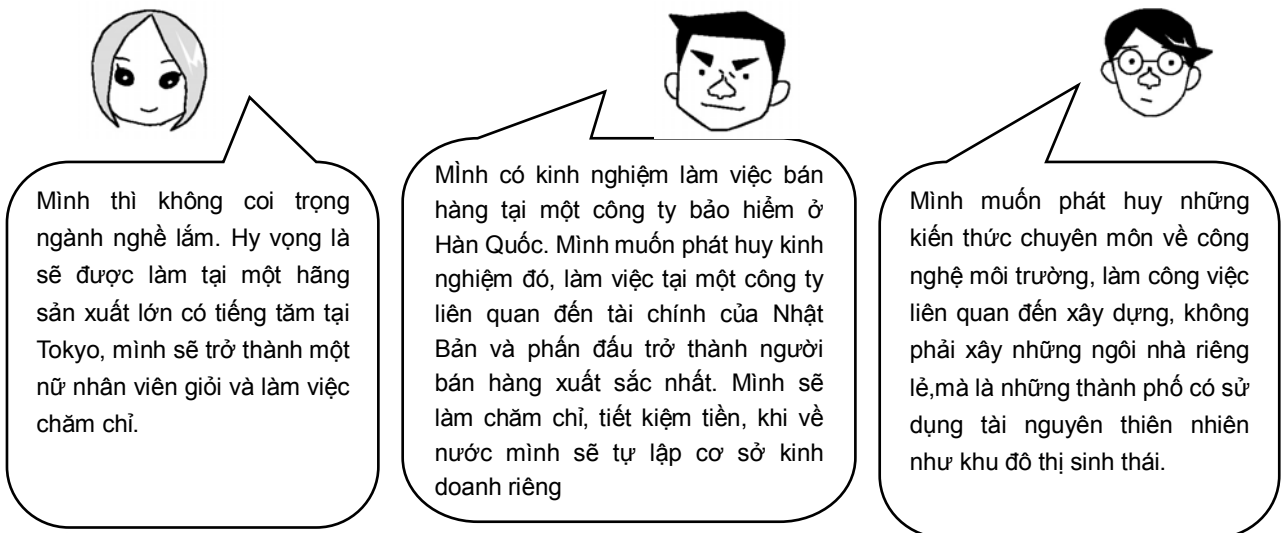 Mình thì không coi trọng
ngành nghề lắm. Hy vọng là
sẽ được làm tại một hãng
sản xuất lớn có tiếng tăm tại
Tokyo, mình sẽ trở thành một
nữ nhân viên giỏi và làm việc
chăm chỉ.
MÌnh có kinh nghiệm làm việc bán
hàng tại một công ty bảo hiểm ở
Hàn Quốc. Mình muốn phát huy kinh
nghiệm đó, làm việc tại một công ty
liên quan đến tài chính của Nhật
Bản và phấn đấu trở thành người
bán hàng xuất sắc nhất. Mình sẽ
làm chăm chỉ, tiết kiệm tiền, khi về
nước mình sẽ tự lập cơ sở kinh
doanh riêng
Mình muốn phát huy những
kiến thức chuyên môn về công
nghệ môi trường, làm công việc
liên quan đến xây dựng, không
phải xây những ngôi nhà riêng
lẻ,mà là những thành phố có sử
dụng tài nguyên thiên nhiên
như khu đô thị sinh thái.